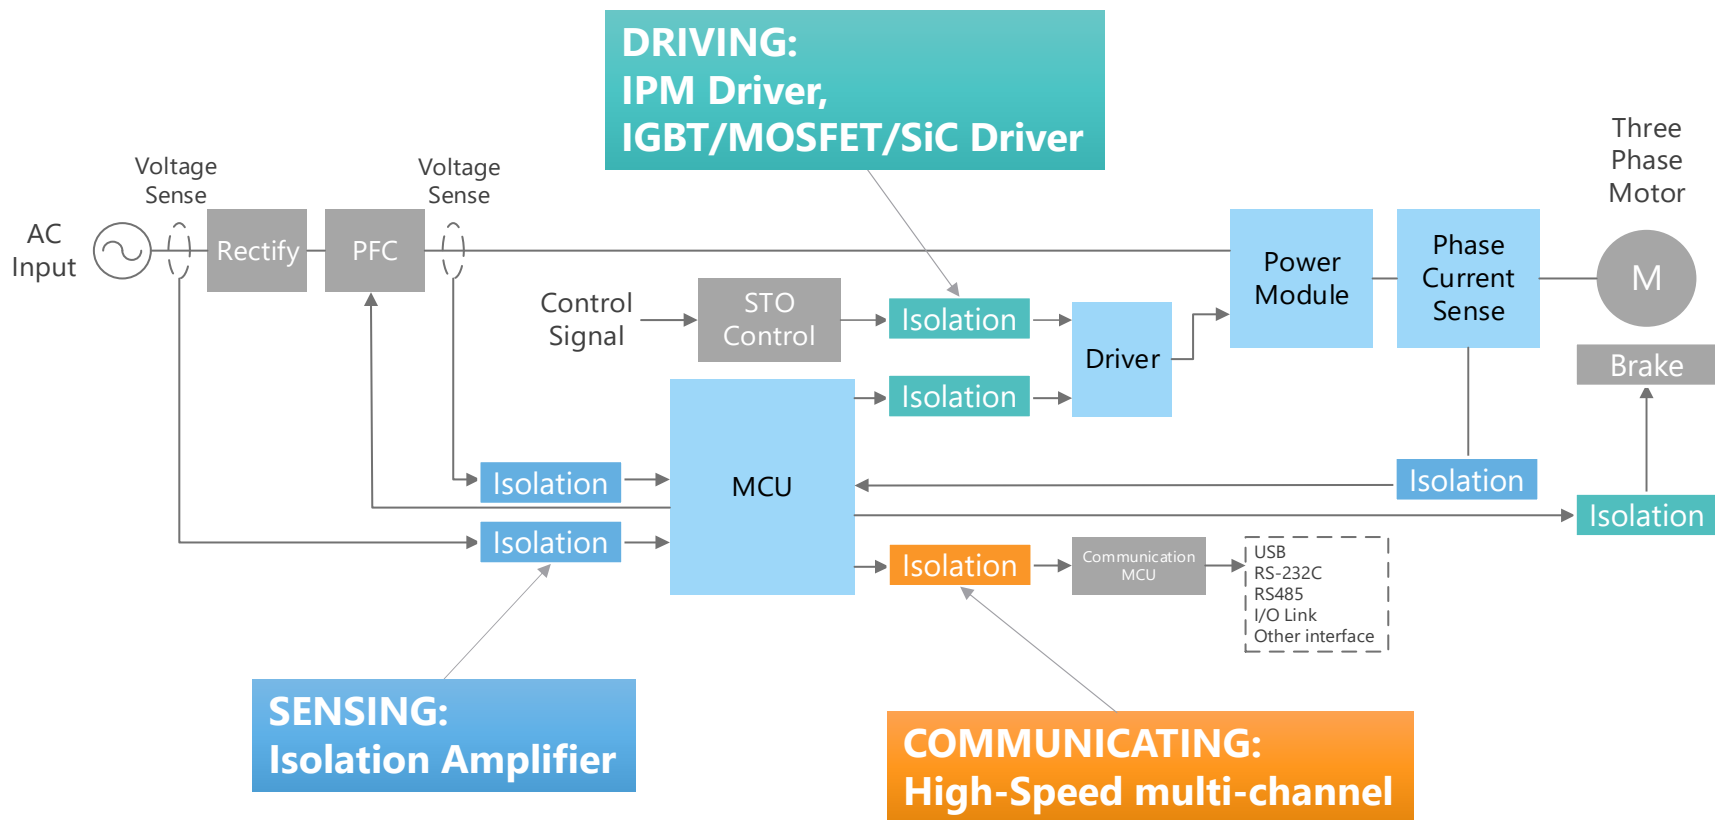 DRIVING:
IPM Driver,
IGBT/MOSFET/SiC Driver
Three
Phase
Motor
Voltage
Sense
Voltage
Sense
AC
Input
Rectify
PFC
Power
Module
Phase
Current
Sense
M
Control
Signal
STO
Control
Isolation
Driver
Brake
Isolation
MCU
Isolation
Isolation
Isolation
Isolation
Isolation
Communication
MCU
USB
RS-232C
RS485
I/O Link
Other interface
SENSING:
Isolation Amplifier
COMMUNICATING:
High-Speed multi-channel